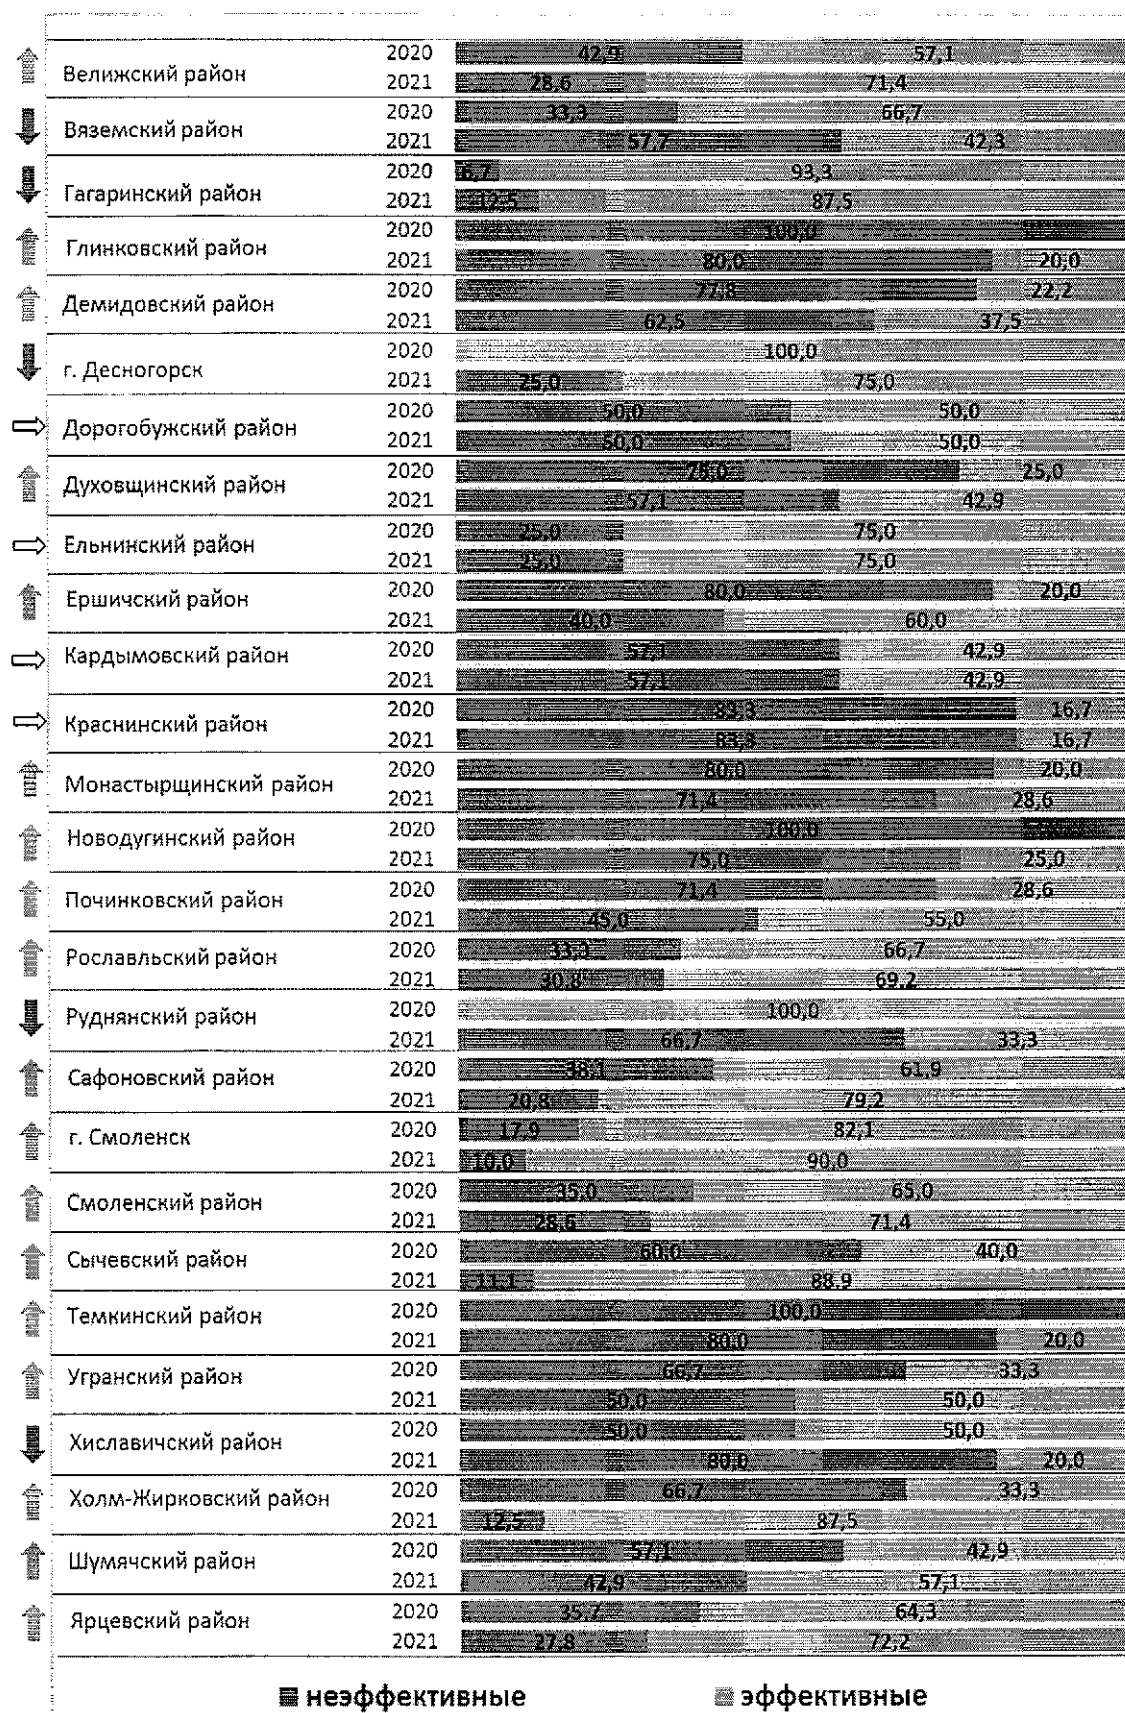 2020 42,9 57,1
Велижский район
2021 28,6 71,4
2020 33,3 66,7
Вяземский район
2021 57,7 42,3
2020 6,7 93,3
Гагаринский район
2021 12,5 87,5
2020 100,0
Глинковский район
2021 80,0 20,0
2020 77,8 22,2
Демидовский район
2021 62,5 37,5
2020 100,0
г. Десногорск
2021 25,0 75,0
2020 50,0 50,0
Дорогобужский район
2021 50,0 50,0
2020 75,0 25,0
Духовщинский район
2021 57,1 42,9
2020 25,0 75,0
Ельнинский район
2021 25,0 75,0
2020 80,0 20,0
Ершичский район
2021 40,0 60,0
2020 57,1 42,9
Кардымовский район
2021 57,1 42,9
2020 83,3 16,7
Краснинский район
2021 83,3 16,7
2020 80,0 20,0
Монастырщинский район
2021 71,4 28,6
2020 100,0
Новодугинский район
2021 75,0 25,0
2020 71,4 28,6
Починковский район
2021 45,0 55,0
2020 33,3 66,7
Рославльский район
2021 30,8 69,2
2020 100,0
Руднянский район
2021 66,7 33,3
2020 38,1 61,9
Сафоновский район
2021 20,8 79,2
2020 17,9 82,1
г. Смоленск
2021 10,0 90,0
2020 35,0 65,0
Смоленский район
2021 28,6 71,4
2020 60,0 40,0
Сычевский район
2021 11,1 88,9
2020 100,0
Темкинский район
2021 80,0 20,0
2020 66,7 33,3
Угранский район
2021 50,0 50,0
2020 50,0 50,0
Хиславичский район
2021 80,0 20,0
2020 66,7 33,3
Холм-Жирковский район
2021 12,5 87,5
2020 57,1 42,9
Шумячский район
2021 42,9 57,1
2020 35,7 64,3
Ярцевский район
2021 27,8 72,2
неэффективные эффективные